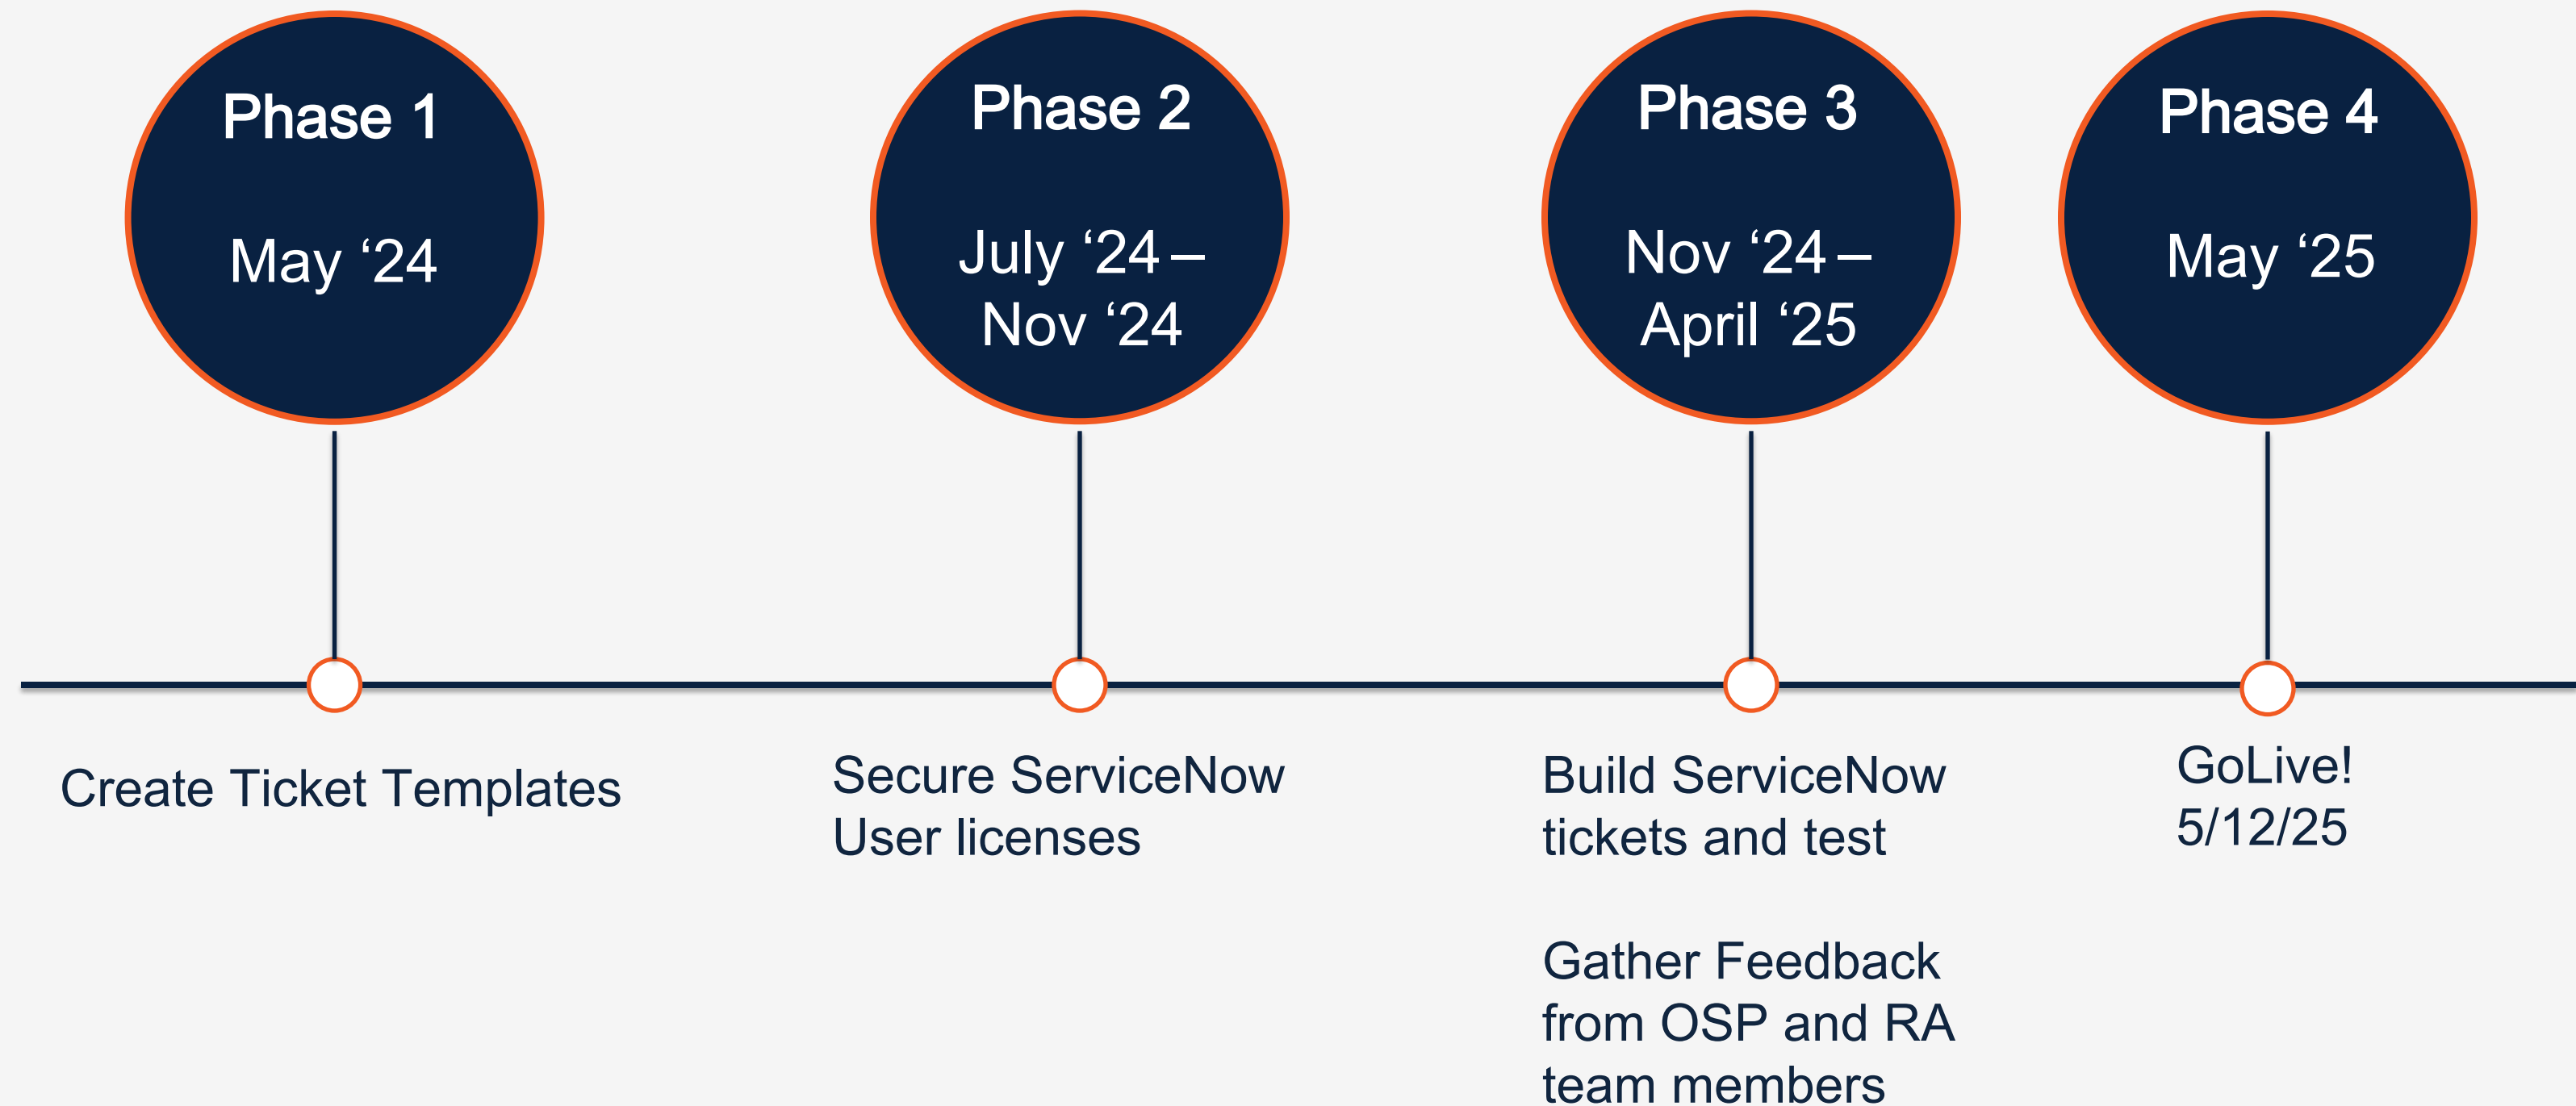 Phase 1
May ‘24
Phase 2
July ‘24 –
Nov ‘24
Phase 3
Nov ‘24 –
April ‘25
Phase 4
May ‘25
Create Ticket Templates
Secure ServiceNow
User licenses
Build ServiceNow
tickets and test
Gather Feedback
from OSP and RA
team members
GoLive!
5/12/25